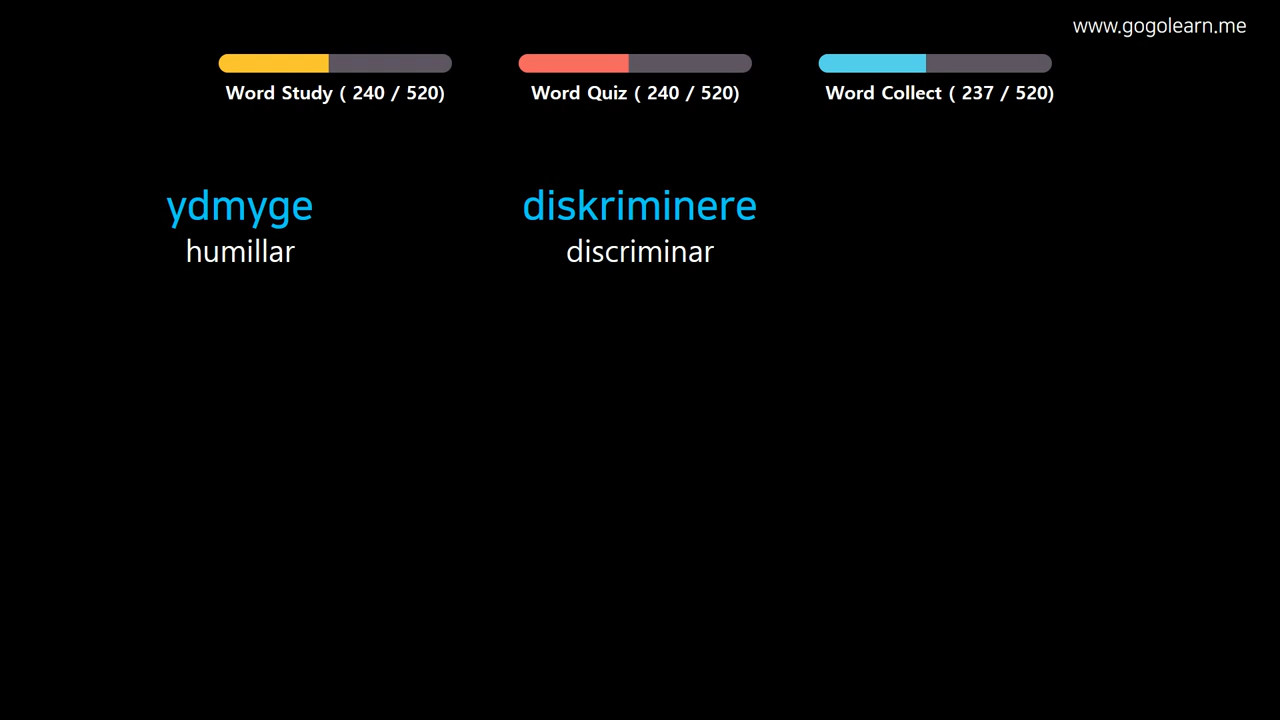 www.gogolearn.me
Word Study ( 240 / 520)
Word Quiz ( 240 / 520)
Word Collect ( 237 / 520)
ydmyge
humillar
diskriminere
discriminar